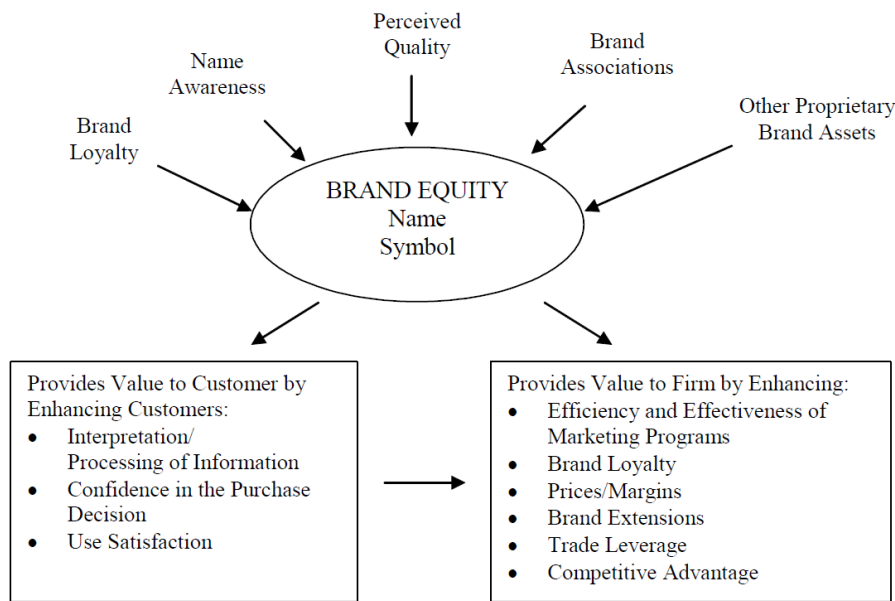 Perceived
Quality
Brand
Associations
Name
Awareness
Other Proprietary
Brand Assets
Brand
Loyalty
BRAND EQUITY
Name
Symbol
Provides Value to Customer by
Enhancing Customers:
● Interpretation/
Processing of Information
● Confidence in the Purchase
Decision
● Use Satisfaction
Provides Value to Firm by Enhancing:
● Efficiency and Effectiveness of
Marketing Programs
● Brand Loyalty
● Prices/Margins
● Brand Extensions
● Trade Leverage
● Competitive Advantage